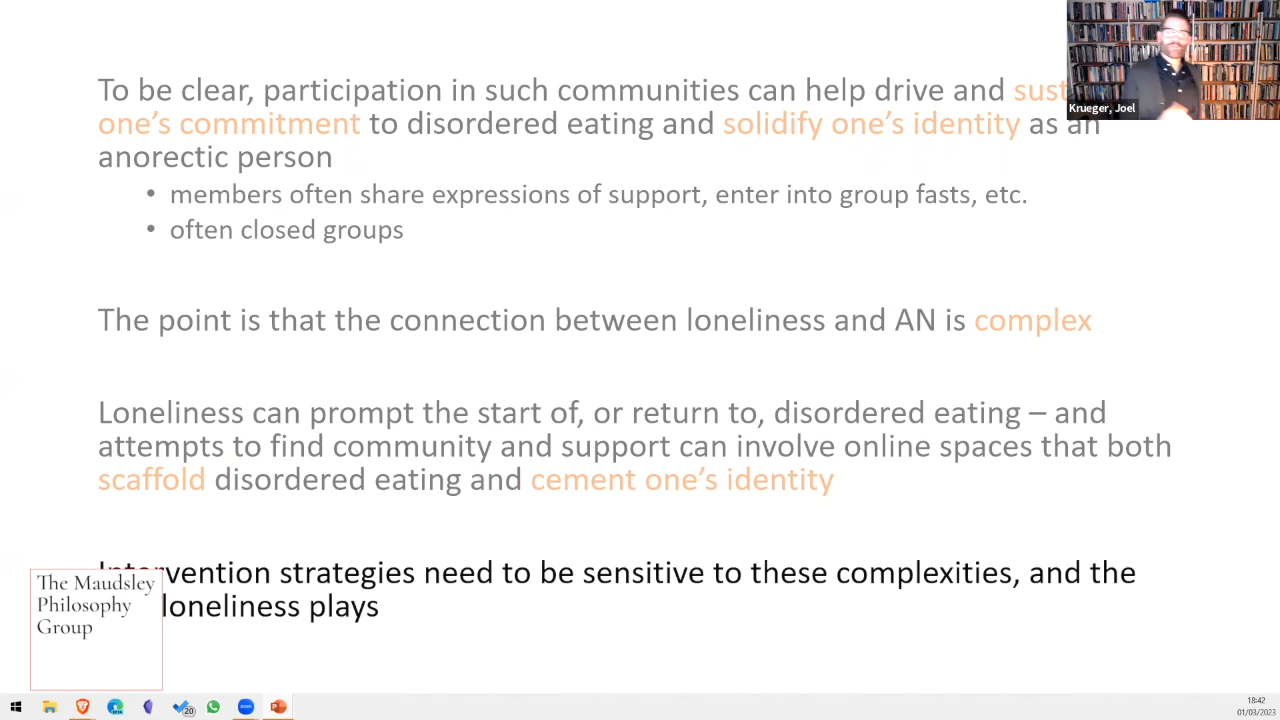 To be clear, participation in such communities can help drive and
one's commitment to disordered eating and solidify one's identity as an
anorectic person
• members often share expressions of support, enter into group fasts, etc.
• often closed groups
The point is that the connection between loneliness and AN is complex
Loneliness can prompt the start of, or return to, disordered eating – and
attempts to find community and support can involve online spaces that both
scaffold disordered eating and cement one's identity
strategies need to be sensitive to these complexities, and the
loneliness plays
Krueger, Joel
The Maudsley
Philosophy
Group
20
18:42
01/03/2023